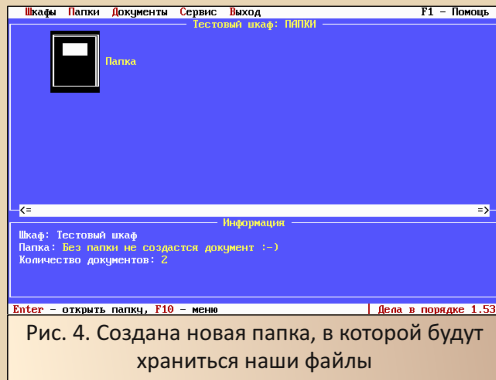 Шкафы Папки Документы Сервис Выход F1 – Помощь
Тестовый шкаф: ПАПКИ
Папка
<= =>
Информация
Шкаф: Тестовый шкаф
Папка: Без папки не создастся документ :-)
Количество документов: 2
Enter – открыть папку, F10 – меню Дела в порядке 1.53
Рис. 4. Создана новая папка, в которой будут
храниться наши файлы